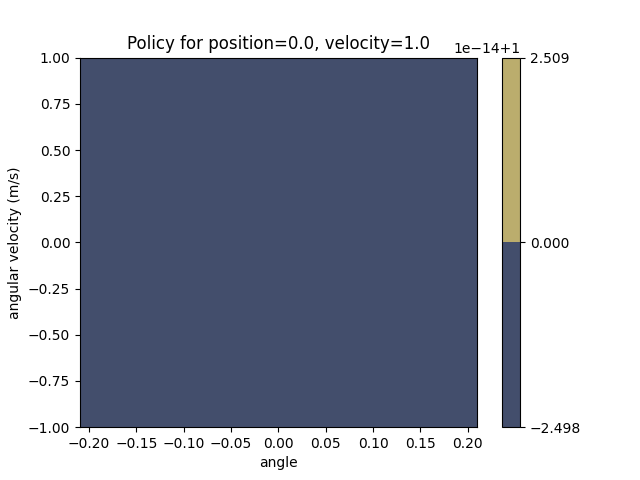 Policy for position=0.0, velocity=1.0
1e−14+1
1.00
0.75
0.50
0.25
0.00
−0.25
−0.50
−0.75
−1.00
angular velocity (m/s)
−0.20 −0.15 −0.10 −0.05 0.00 0.05 0.10 0.15 0.20
angle
2.509
0.000
−2.498